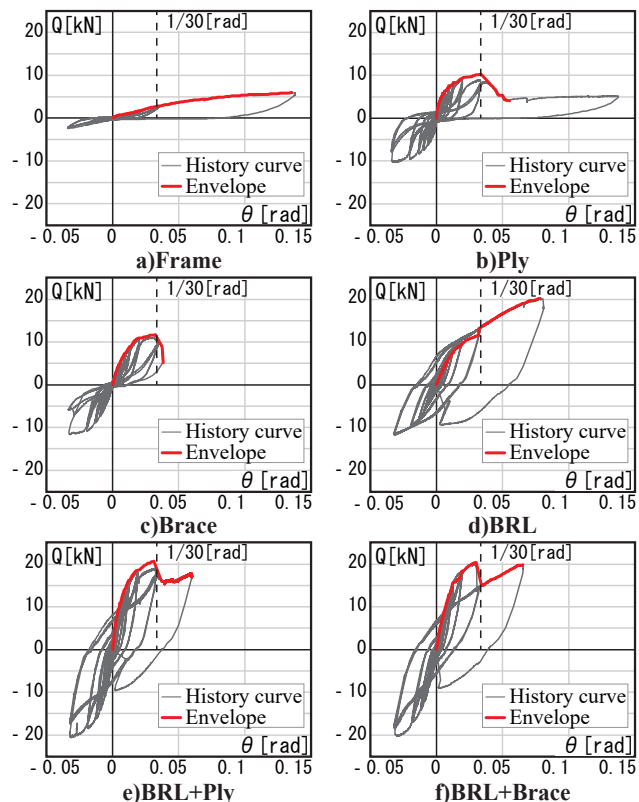 Q[kN] 1/30[rad] Q[kN] 1/30[rad]
20 20
10 10
0 0
- 10 - 10
- 20 - 20
History curve History curve
Envelope Envelope
θ [rad] θ [rad]
- 0.05 0 0.05 0.1 0.15 - 0.05 0 0.05 0.1 0.15
a)Frame b)Ply
Q[kN] 1/30[rad] Q[kN] 1/30[rad]
20 20
10 10
0 0
- 10 - 10
- 20 - 20
History curve History curve
Envelope Envelope
θ [rad] θ [rad]
- 0.05 0 0.05 0.1 0.15 - 0.05 0 0.05 0.1 0.15
c)Brace d)BRL
Q[kN] 1/30[rad] Q[kN] 1/30[rad]
20 20
10 10
0 0
- 10 - 10
- 20 - 20
History curve History curve
Envelope Envelope
θ [rad] θ [rad]
- 0.05 0 0.05 0.1 0.15 - 0.05 0 0.05 0.1 0.15
e)BRL+Ply f)BRL+Brace